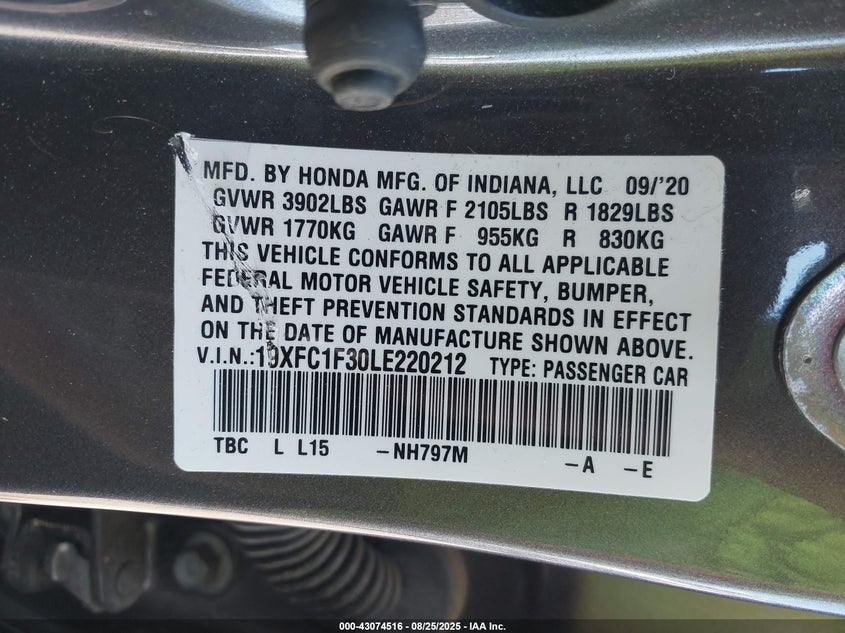 MFD. BY HONDA MFG. OF INDIANA, LLC 09/'20
GVWR 3902LBS GAWR F 2105LBS R 1829LBS
GVWR 1770KG GAWR F 955KG R 830KG
THIS VEHICLE CONFORMS TO ALL APPLICABLE
FEDERAL MOTOR VEHICLE SAFETY, BUMPER,
AND THEFT PREVENTION STANDARDS IN EFFECT
ON THE DATE OF MANUFACTURE SHOWN ABOVE.
V.I.N.:19XFC1F30LE220212 TYPE: PASSENGER CAR
TBC L L15 -NH797M -A -E
000-43074516 - 08/25/2025 - IAA Inc.